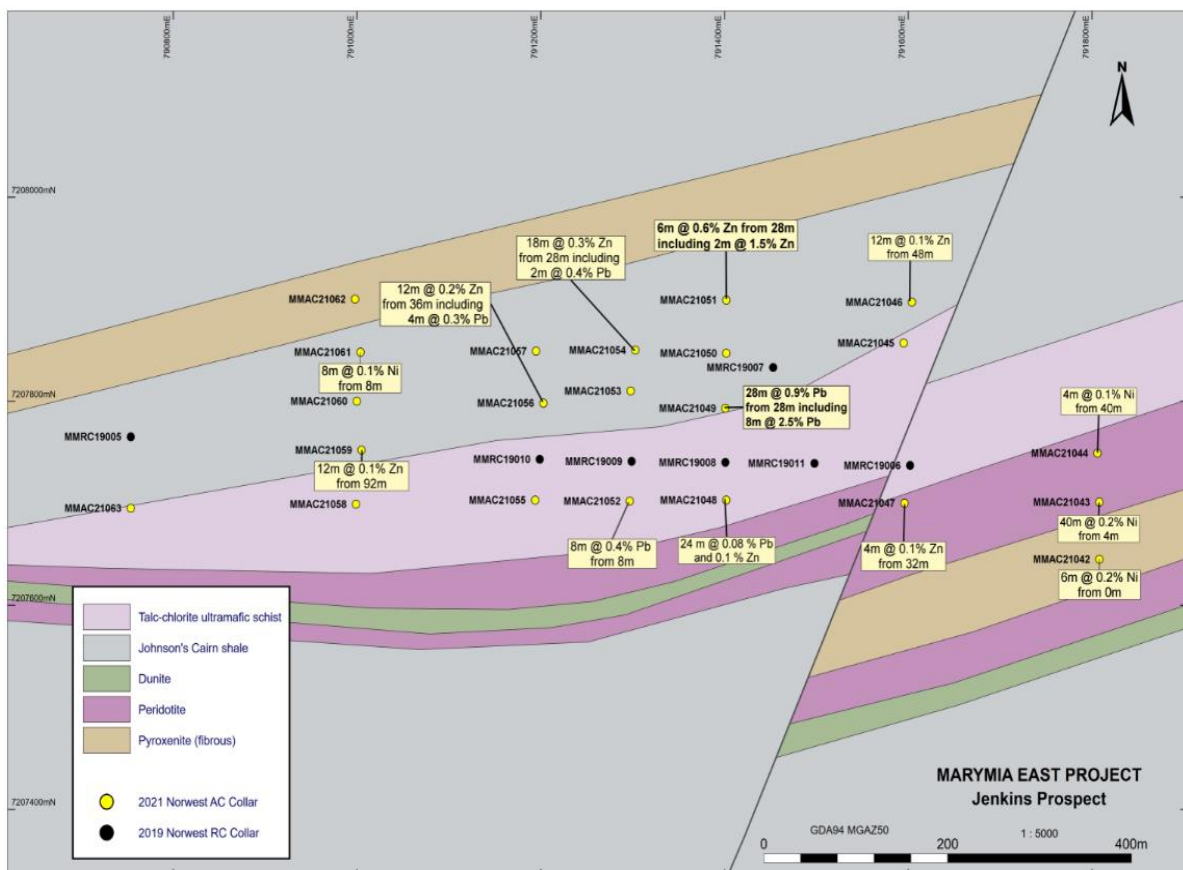 790800mE
791000mE
791200mE
791400mE
791600mE
791800mE
N
7208000mN
6m @ 0.6% Zn from 28m
including 2m @ 1.5% Zn
18m @ 0.3% Zn
from 28m including
2m @ 0.4% Pb
12m @ 0.1% Zn
from 48m
12m @ 0.2% Zn
from 36m including
4m @ 0.3% Pb
MMAC21062
MMAC21051
MMAC21046
MMAC21061
MMAC21057
MMAC21054
MMAC21050
MMAC21045
8m @ 0.1% Ni
from 8m
MMRC19007
7207800mN
MMAC21060
MMAC21056
MMAC21053
MMAC21049
28m @ 0.9% Pb
from 28m including
8m @ 2.5% Pb
4m @ 0.1% Ni
from 40m
MMRC19005
MMAC21059
12m @ 0.1% Zn
from 92m
MMRC19010
MMRC19009
MMRC19008
MMRC19011
MMRC19006
MMAC21044
MMAC21063
MMAC21058
MMAC21055
MMAC21052
MMAC21048
MMAC21047
MMAC21043
8m @ 0.4% Pb
from 8m
24 m @ 0.08 % Pb
and 0.1 % Zn
4m @ 0.1% Zn
from 32m
40m @ 0.2% Ni
from 4m
MMAC21042
6m @ 0.2% Ni
from 0m
7207600mN
Talc-chlorite ultramafic schist
Johnson's Cairn shale
Dunite
Peridotite
Pyroxenite (fibrous)
2021 Norwest AC Collar
2019 Norwest RC Collar
7207400mN
MARYMIA EAST PROJECT
Jenkins Prospect
GDA94 MGAZ50
1 : 5000
0
200
400m